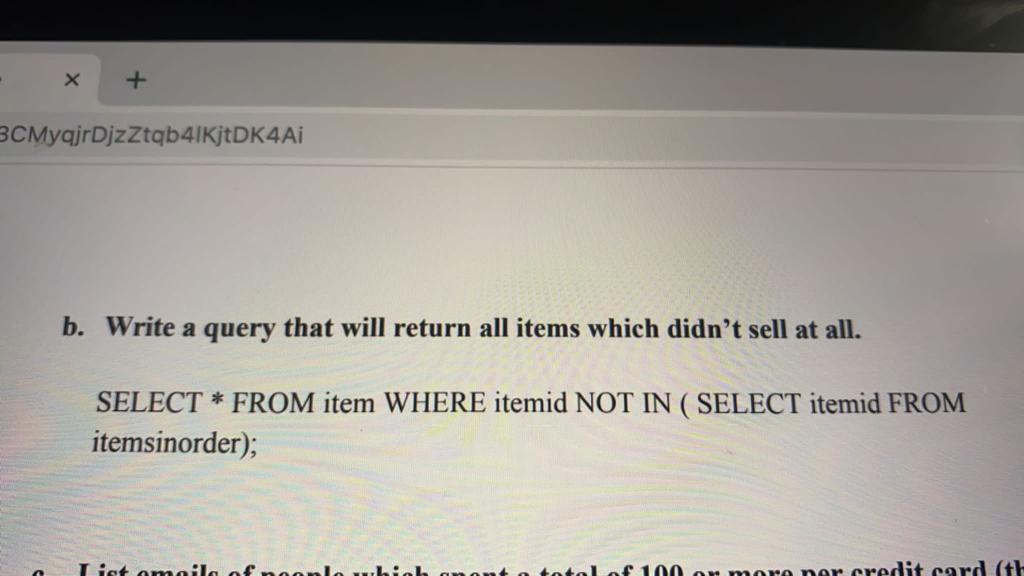 3CMyqjrDjzZtqb4lKjtDK4Ai
b. Write a query that will return all items which didn’t sell at all.
SELECT * FROM item WHERE itemid NOT IN ( SELECT itemid FROM
itemsinorder);
List emails of people which spent a total of 100 or more per credit card